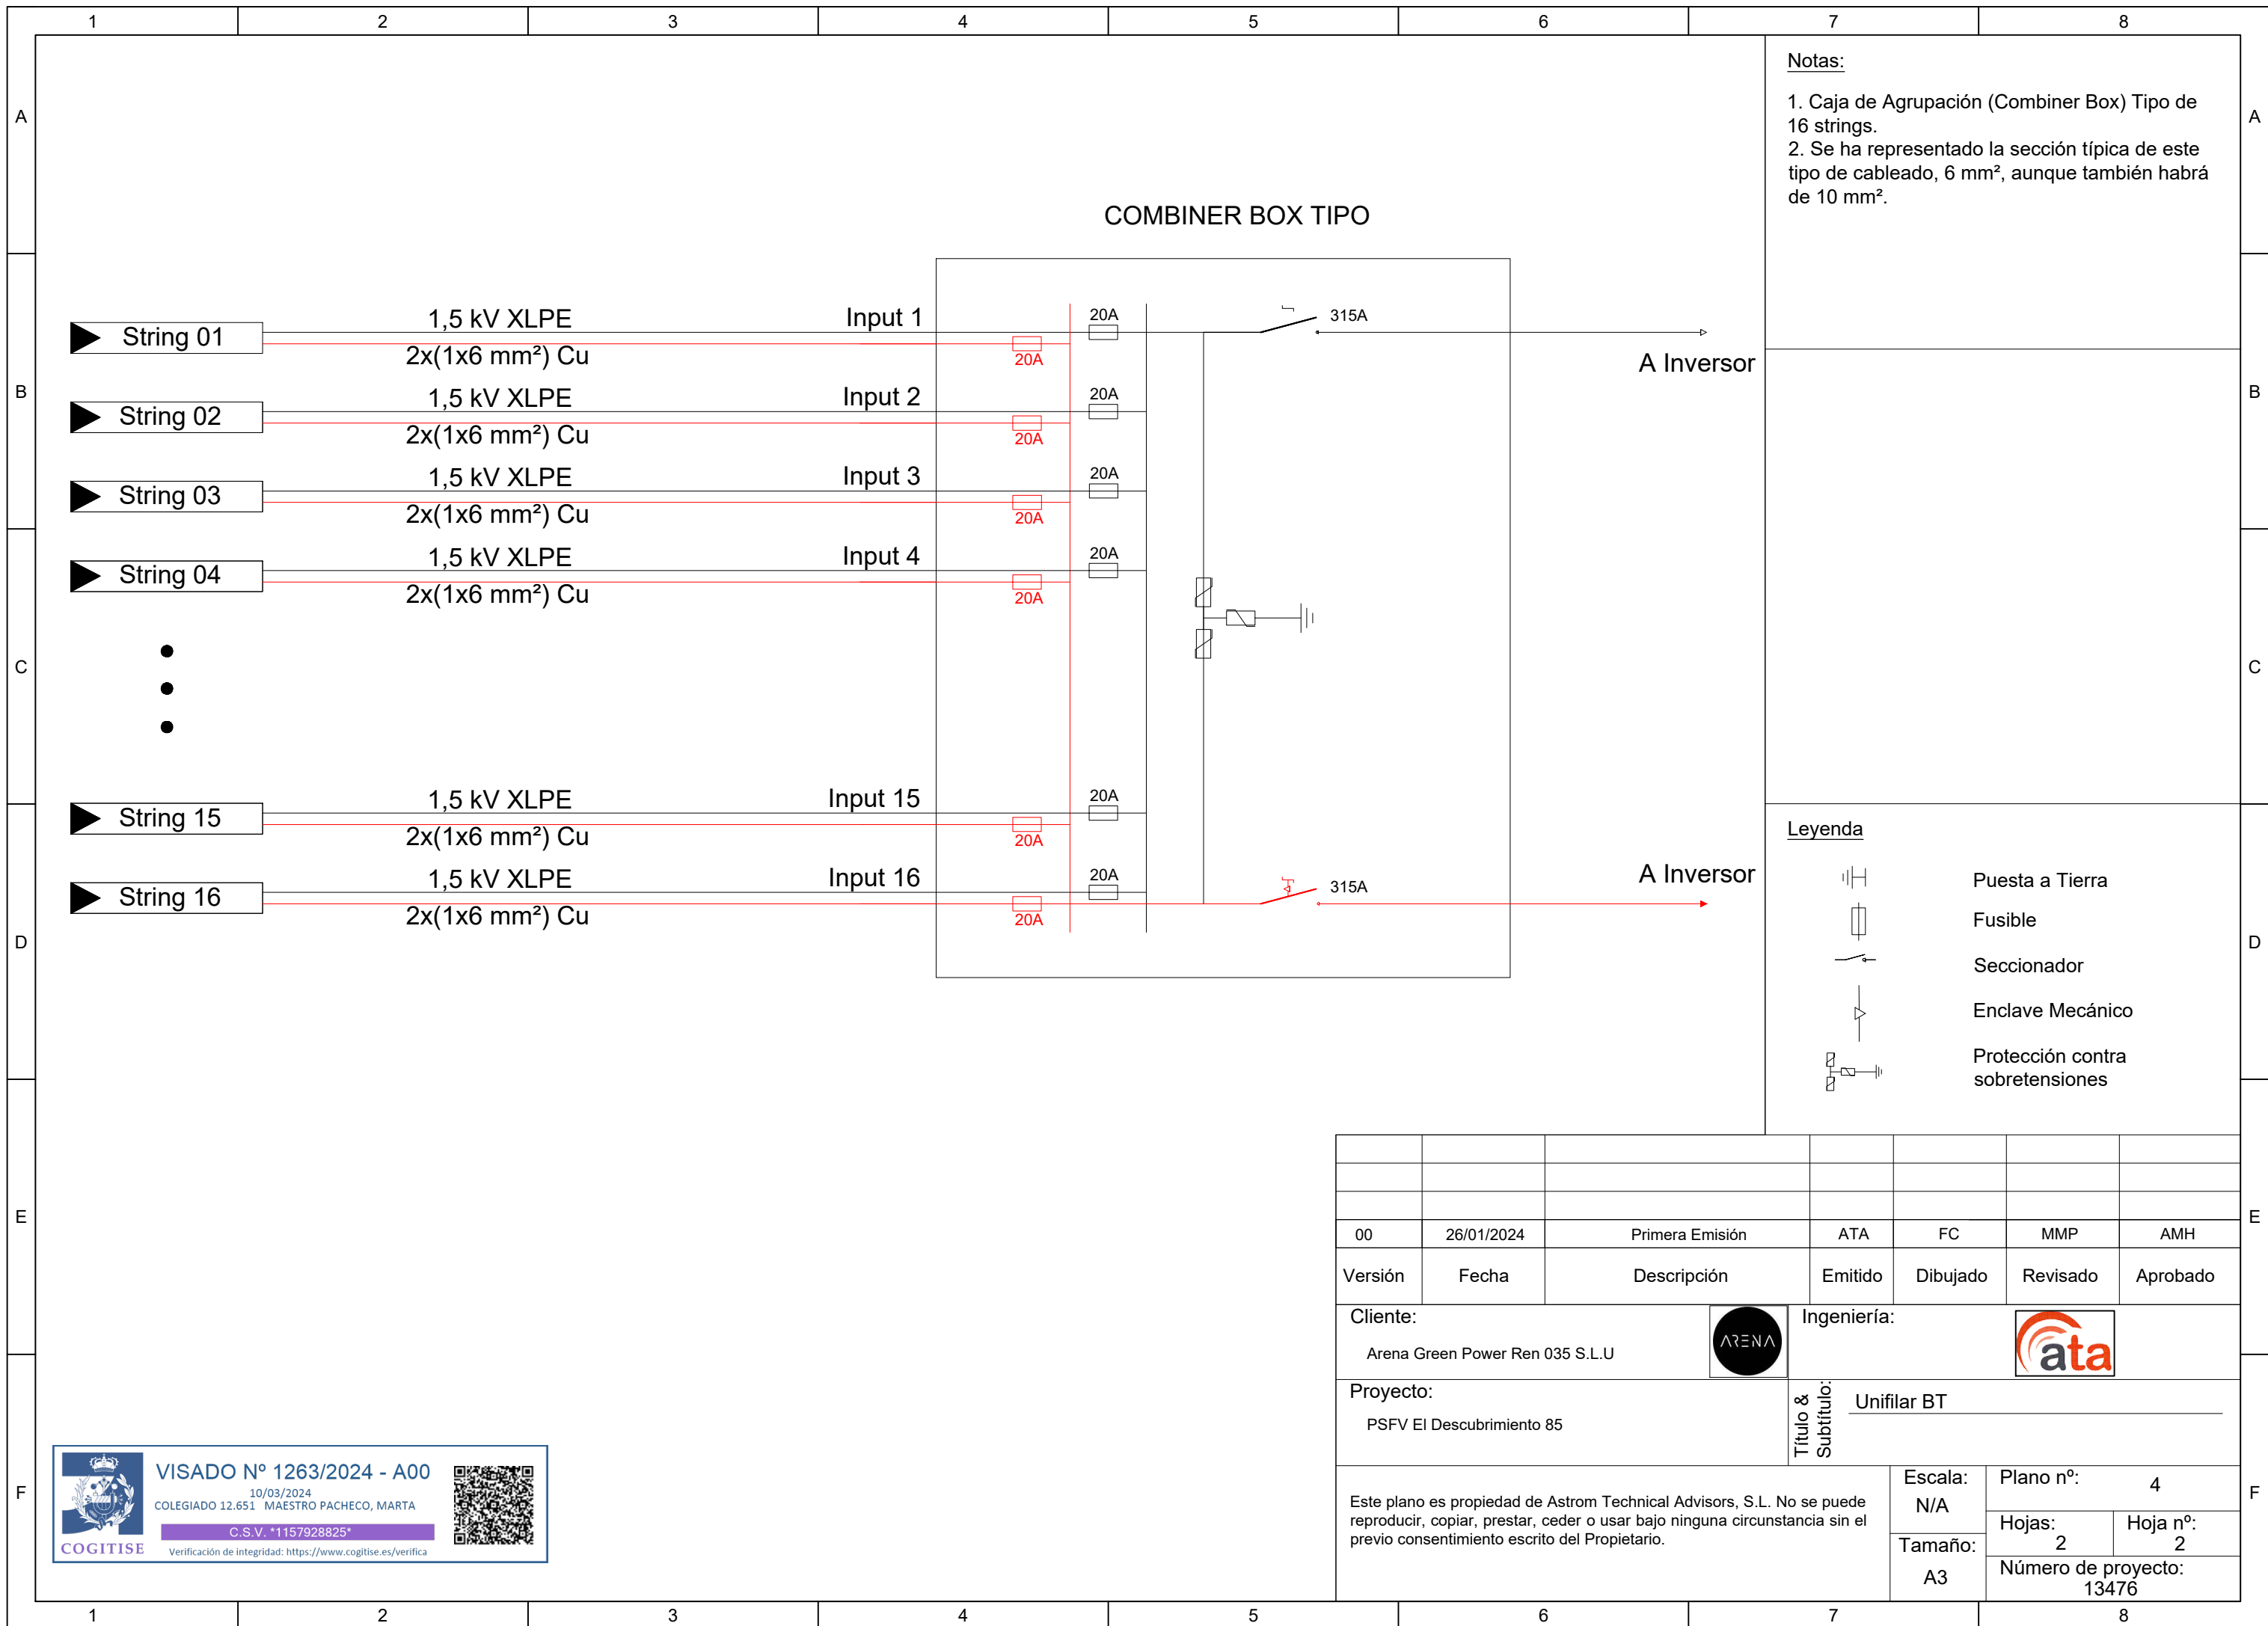 1 2 3 4 5 6 7 8
A A
B B
C C
D D
E E
F F
Notas:
1. Caja de Agrupación (Combiner Box) Tipo de
16 strings.
2. Se ha representado la sección típica de este
tipo de cableado, 6 mm², aunque también habrá
de 10 mm².
COMBINER BOX TIPO
String 01
1,5 kV XLPE
2x(1x6 mm²) Cu
Input 1
20A
20A
315A
A Inversor
String 02
1,5 kV XLPE
2x(1x6 mm²) Cu
Input 2
20A
20A
String 03
1,5 kV XLPE
2x(1x6 mm²) Cu
Input 3
20A
20A
String 04
1,5 kV XLPE
2x(1x6 mm²) Cu
Input 4
20A
20A
String 15
1,5 kV XLPE
2x(1x6 mm²) Cu
Input 15
20A
20A
String 16
1,5 kV XLPE
2x(1x6 mm²) Cu
Input 16
20A
20A
315A
A Inversor
Leyenda
Puesta a Tierra
Fusible
Seccionador
Enclave Mecánico
Protección contra
sobretensiones
00 26/01/2024 Primera Emisión ATA FC MMP AMH
Versión Fecha Descripción Emitido Dibujado Revisado Aprobado
Cliente:
Arena Green Power Ren 035 S.L.U
ARENA
Ingeniería:
ata
Proyecto:
PSFV El Descubrimiento 85
Título &
Subtítulo:
Unifilar BT
Este plano es propiedad de Astrom Technical Advisors, S.L. No se puede
reproducir, copiar, prestar, ceder o usar bajo ninguna circunstancia sin el
previo consentimiento escrito del Propietario.
Escala:
N/A
Tamaño:
A3
Plano nº:
4
Hojas:
2
Hoja nº:
2
Número de proyecto:
13476
VISADO Nº 1263/2024 - A00
10/03/2024
COLEGIADO 12.651 MAESTRO PACHECO, MARTA
C.S.V. *1157928825*
Verificación de integridad: https://www.cogitise.es/verifica
COGITISE
1 2 3 4 5 6 7 8